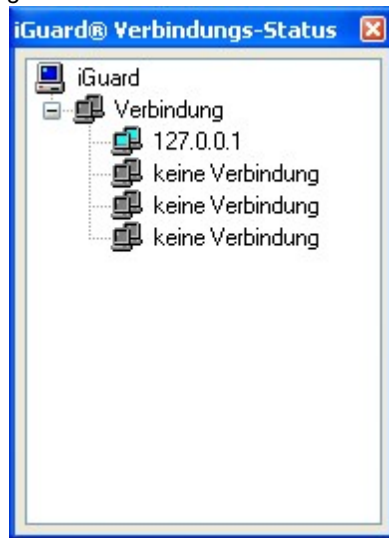 iGuard® Verbindungs-Status
iGuard
Verbindung
127.0.0.1
keine Verbindung
keine Verbindung
keine Verbindung